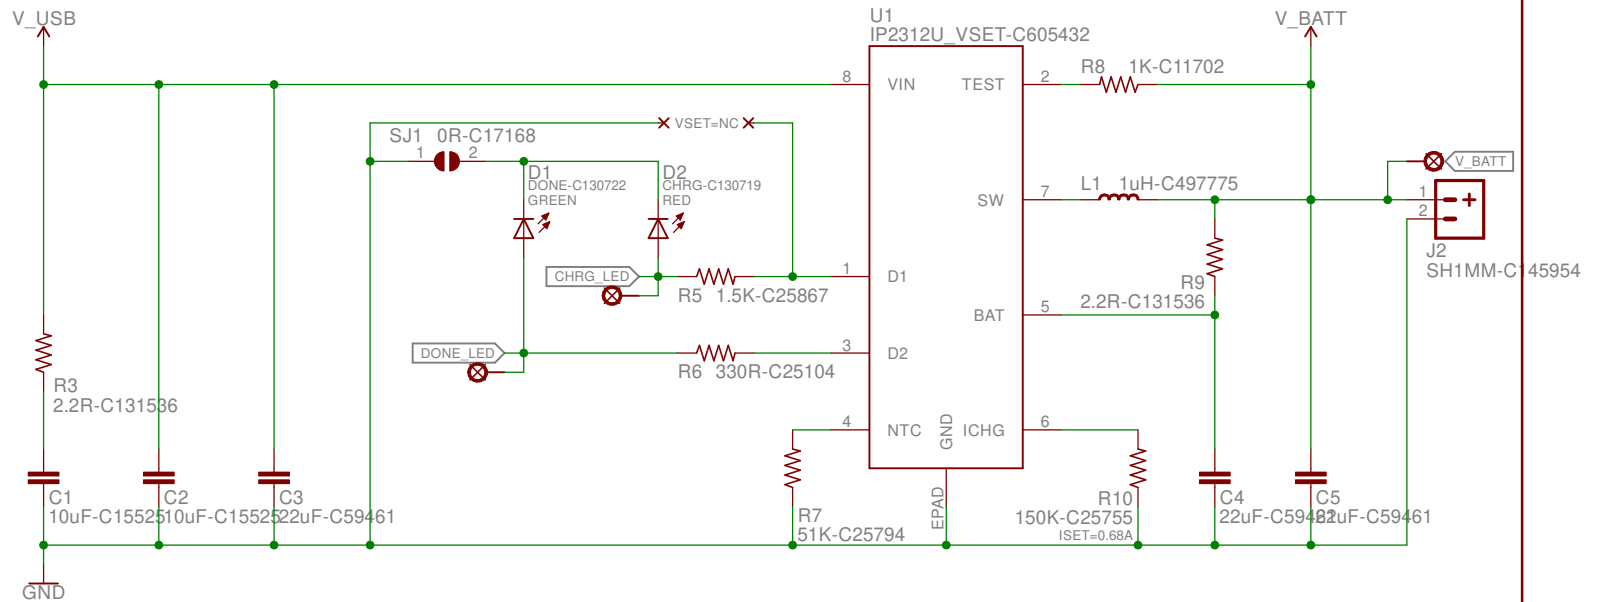 V_USB
U1
IP2312U_VSET-C605432
V_BATT
8
VIN
TEST
2
R8 1K-C11702
VSET=NC
SJ1 0R-C17168
1
2
D1
DONE-C130722
GREEN
D2
CHRG-C130719
RED
SW
7
L1 1uH-C497775
V_BATT
1
2
+
J2
SH1MM-C145954
CHRG_LED
R5 1.5K-C25867
1
D1
R9
2.2R-C131536
BAT
5
DONE_LED
R6 330R-C25104
3
D2
R3
2.2R-C131536
4
NTC
GND
ICHG
6
EPAD
C1
10uF-C15525
C2
10uF-C15525
C3
22uF-C59461
R7
51K-C25794
R10
150K-C25755
ISET=0.68A
C4
22uF-C59461
C5
22uF-C59461
GND